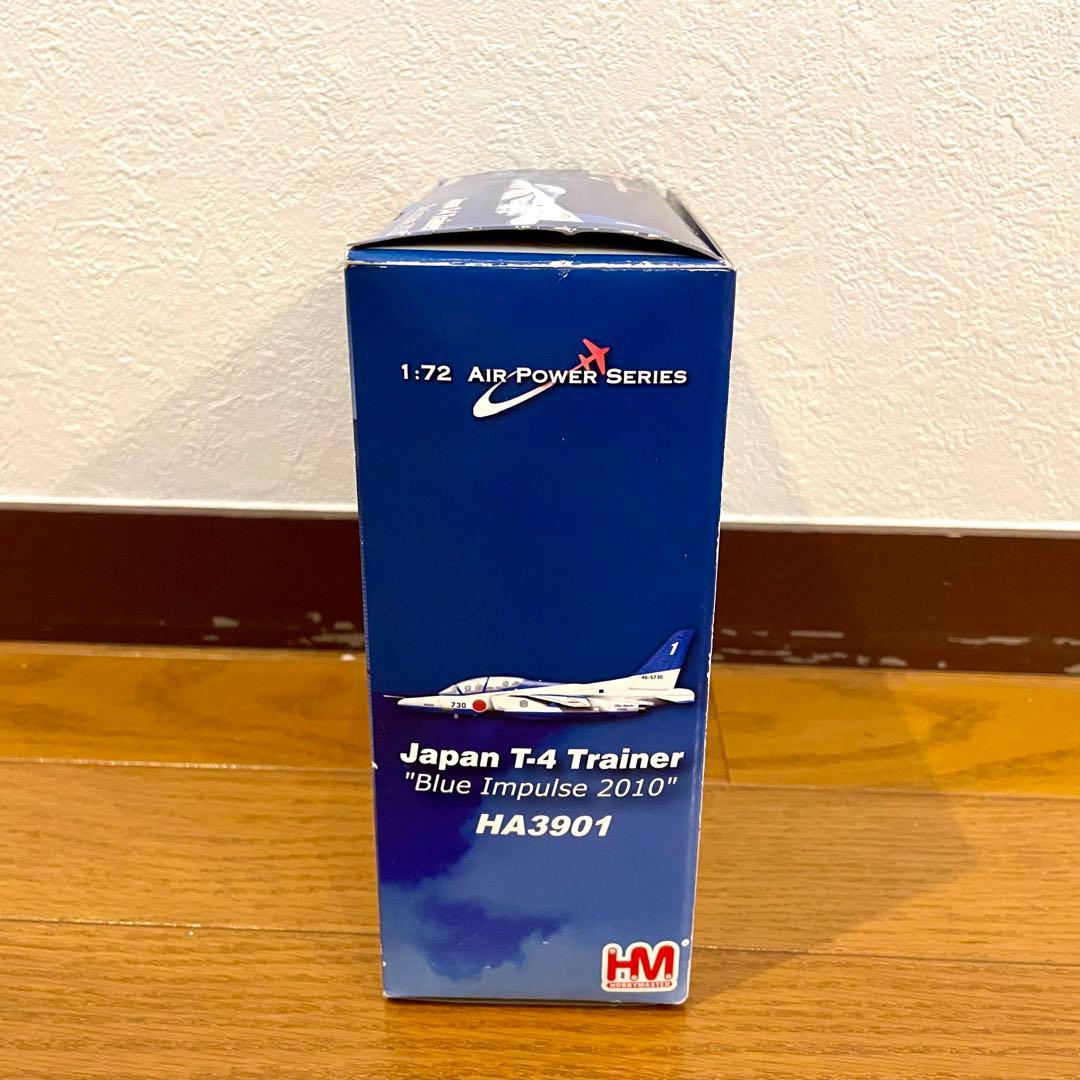 1:72 AIR POWER SERIES
1
46-5730
730
Japan T-4 Trainer
"Blue Impulse 2010"
HA3901
HM
HOBBYMASTER